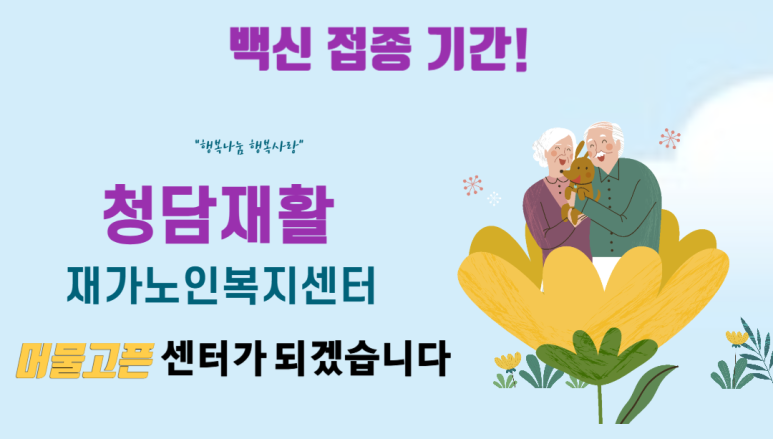 백신 접종 기간!
"행복나눔 행복사랑"
청담재활
재가노인복지센터
머물고픈 센터가 되겠습니다